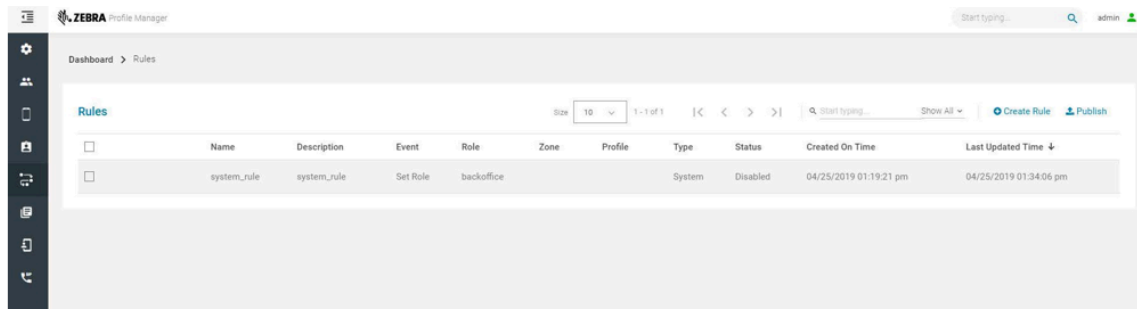 ZEBRA Profile Manager Start typing... admin
Dashboard > Rules
Rules Size 10 1 - 1 of 1 Start typing... Show All Create Rule Publish
Name Description Event Role Zone Profile Type Status Created On Time Last Updated Time
system_rule system_rule Set Role backoffice System Disabled 04/25/2019 01:19:21 pm 04/25/2019 01:34:06 pm